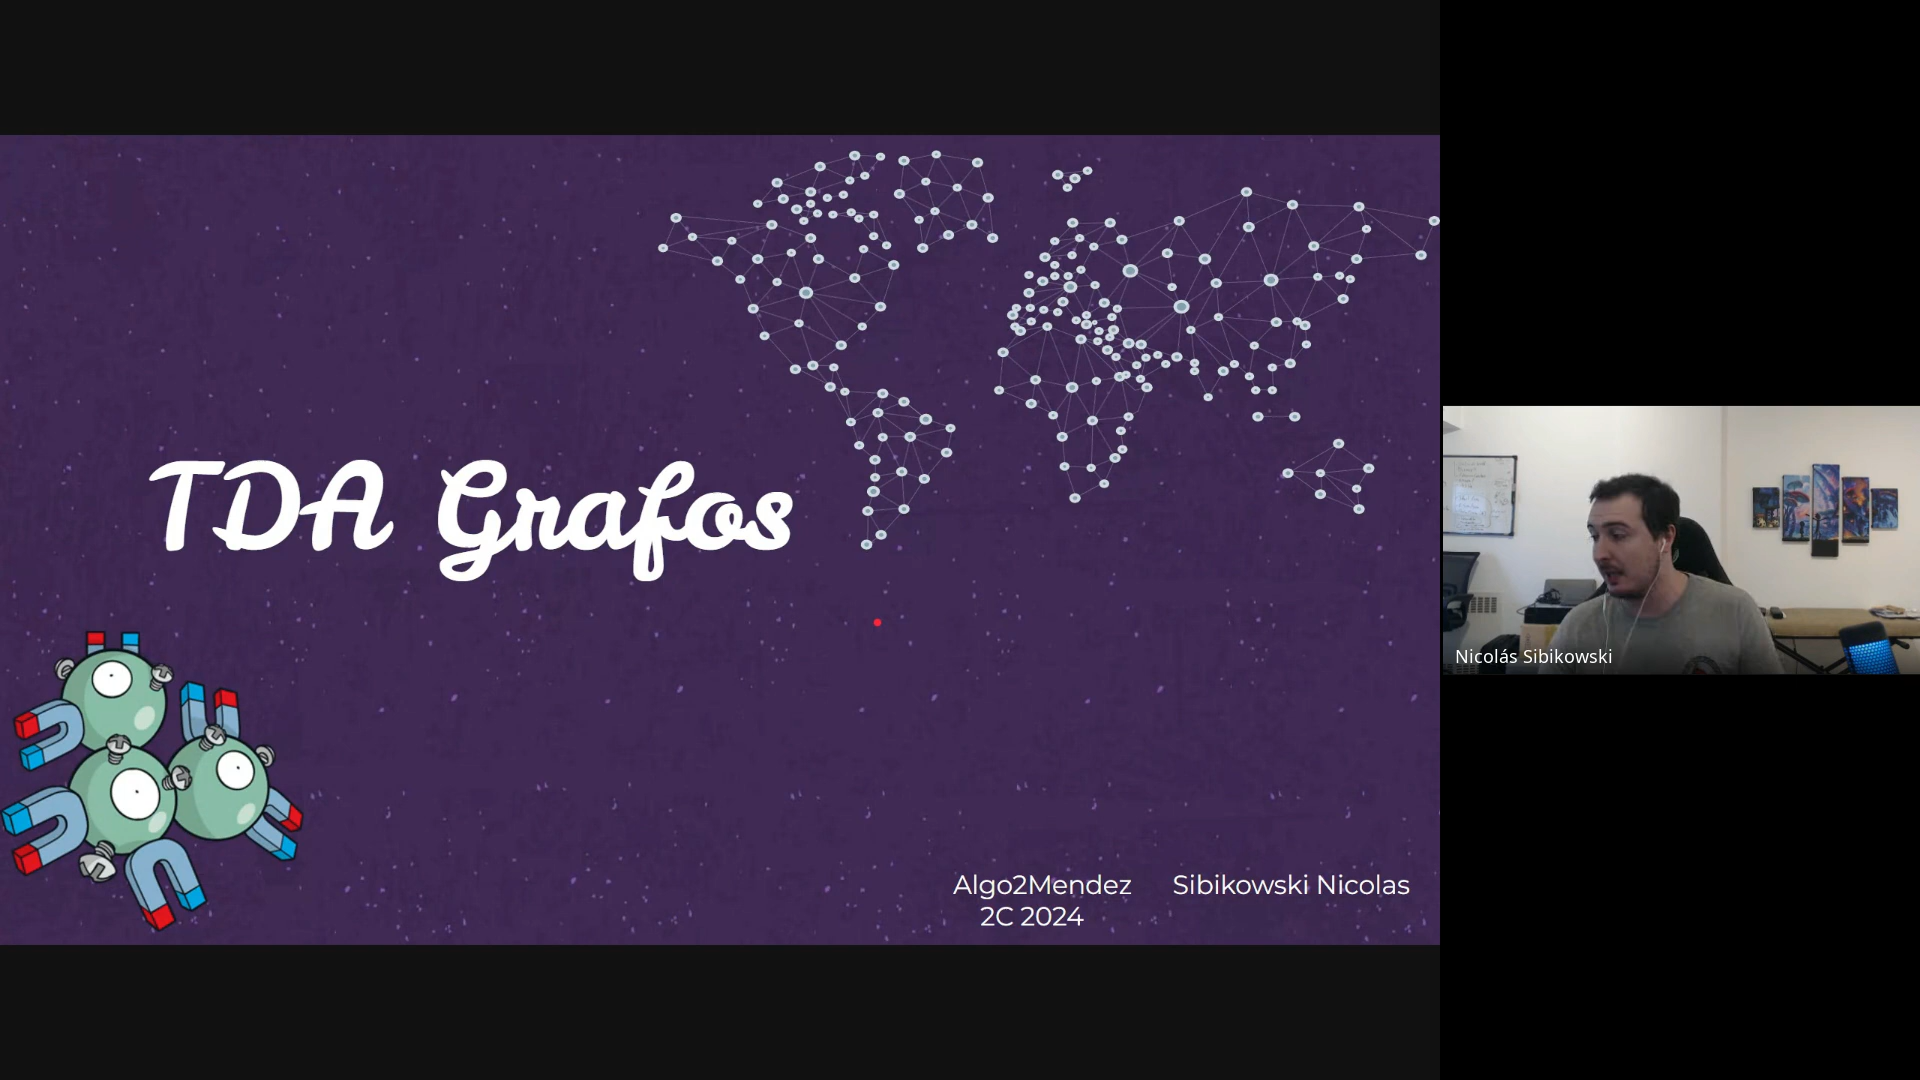 TDA Grafos
Algo2Mendez
2C 2024
Sibikowski Nicolas
Nicolás Sibikowski